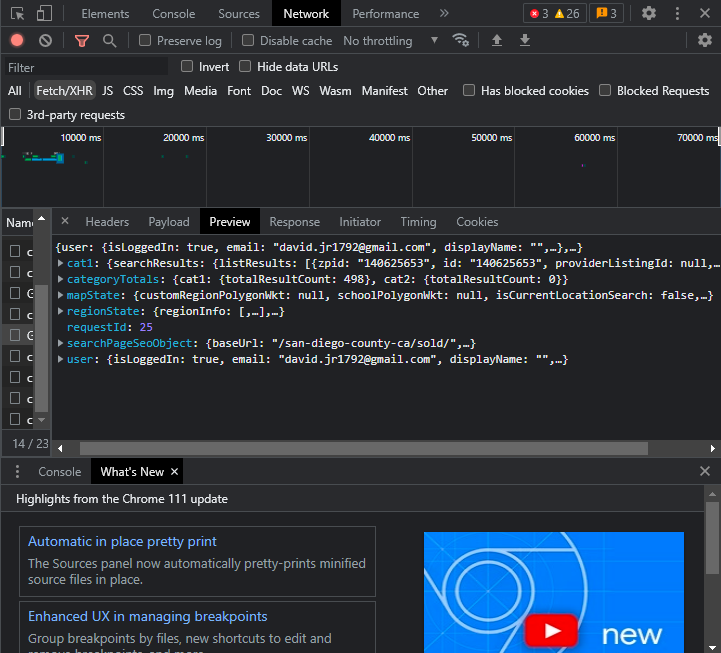 Elements Console Sources Network Performance » 3 26 3
Preserve log Disable cache No throttling
Filter Invert Hide data URLs
All Fetch/XHR JS CSS Img Media Font Doc WS Wasm Manifest Other Has blocked cookies Blocked Requests
3rd-party requests
10000 ms 20000 ms 30000 ms 40000 ms 50000 ms 60000 ms 70000 ms
Name × Headers Payload Preview Response Initiator Timing Cookies
{user: {isLoggedIn: true, email: "david.jr1792@gmail.com", displayName: "",…},…}
cat1: {searchResults: {listResults: [{zpid: "140625653", id: "140625653", providerListingId: null,…
categoryTotals: {cat1: {totalResultCount: 498}, cat2: {totalResultCount: 0}}
mapState: {customRegionPolygonWkt: null, schoolPolygonWkt: null, isCurrentLocationSearch: false,…}
regionState: {regionInfo: [,…],…}
requestId: 25
searchPageSeoObject: {baseUrl: "/san-diego-county-ca/sold/",…}
user: {isLoggedIn: true, email: "david.jr1792@gmail.com", displayName: "",…}
14 / 23
Console What's New ×
Highlights from the Chrome 111 update
Automatic in place pretty print
The Sources panel now automatically pretty-prints minified
source files in place.
Enhanced UX in managing breakpoints
Group breakpoints by files, new shortcuts to edit and
new